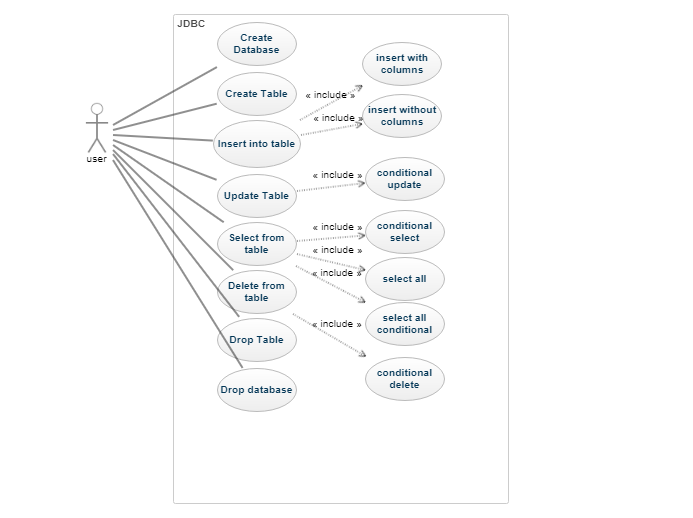 JDBC
Create
Database
insert with
columns
Create Table
« include »
insert without
columns
« include »
Insert into table
user
« include »
conditional
update
Update Table
« include »
conditional
select
Select from
table
« include »
« include »
select all
Delete from
table
« include »
select all
conditional
Drop Table
conditional
delete
Drop database